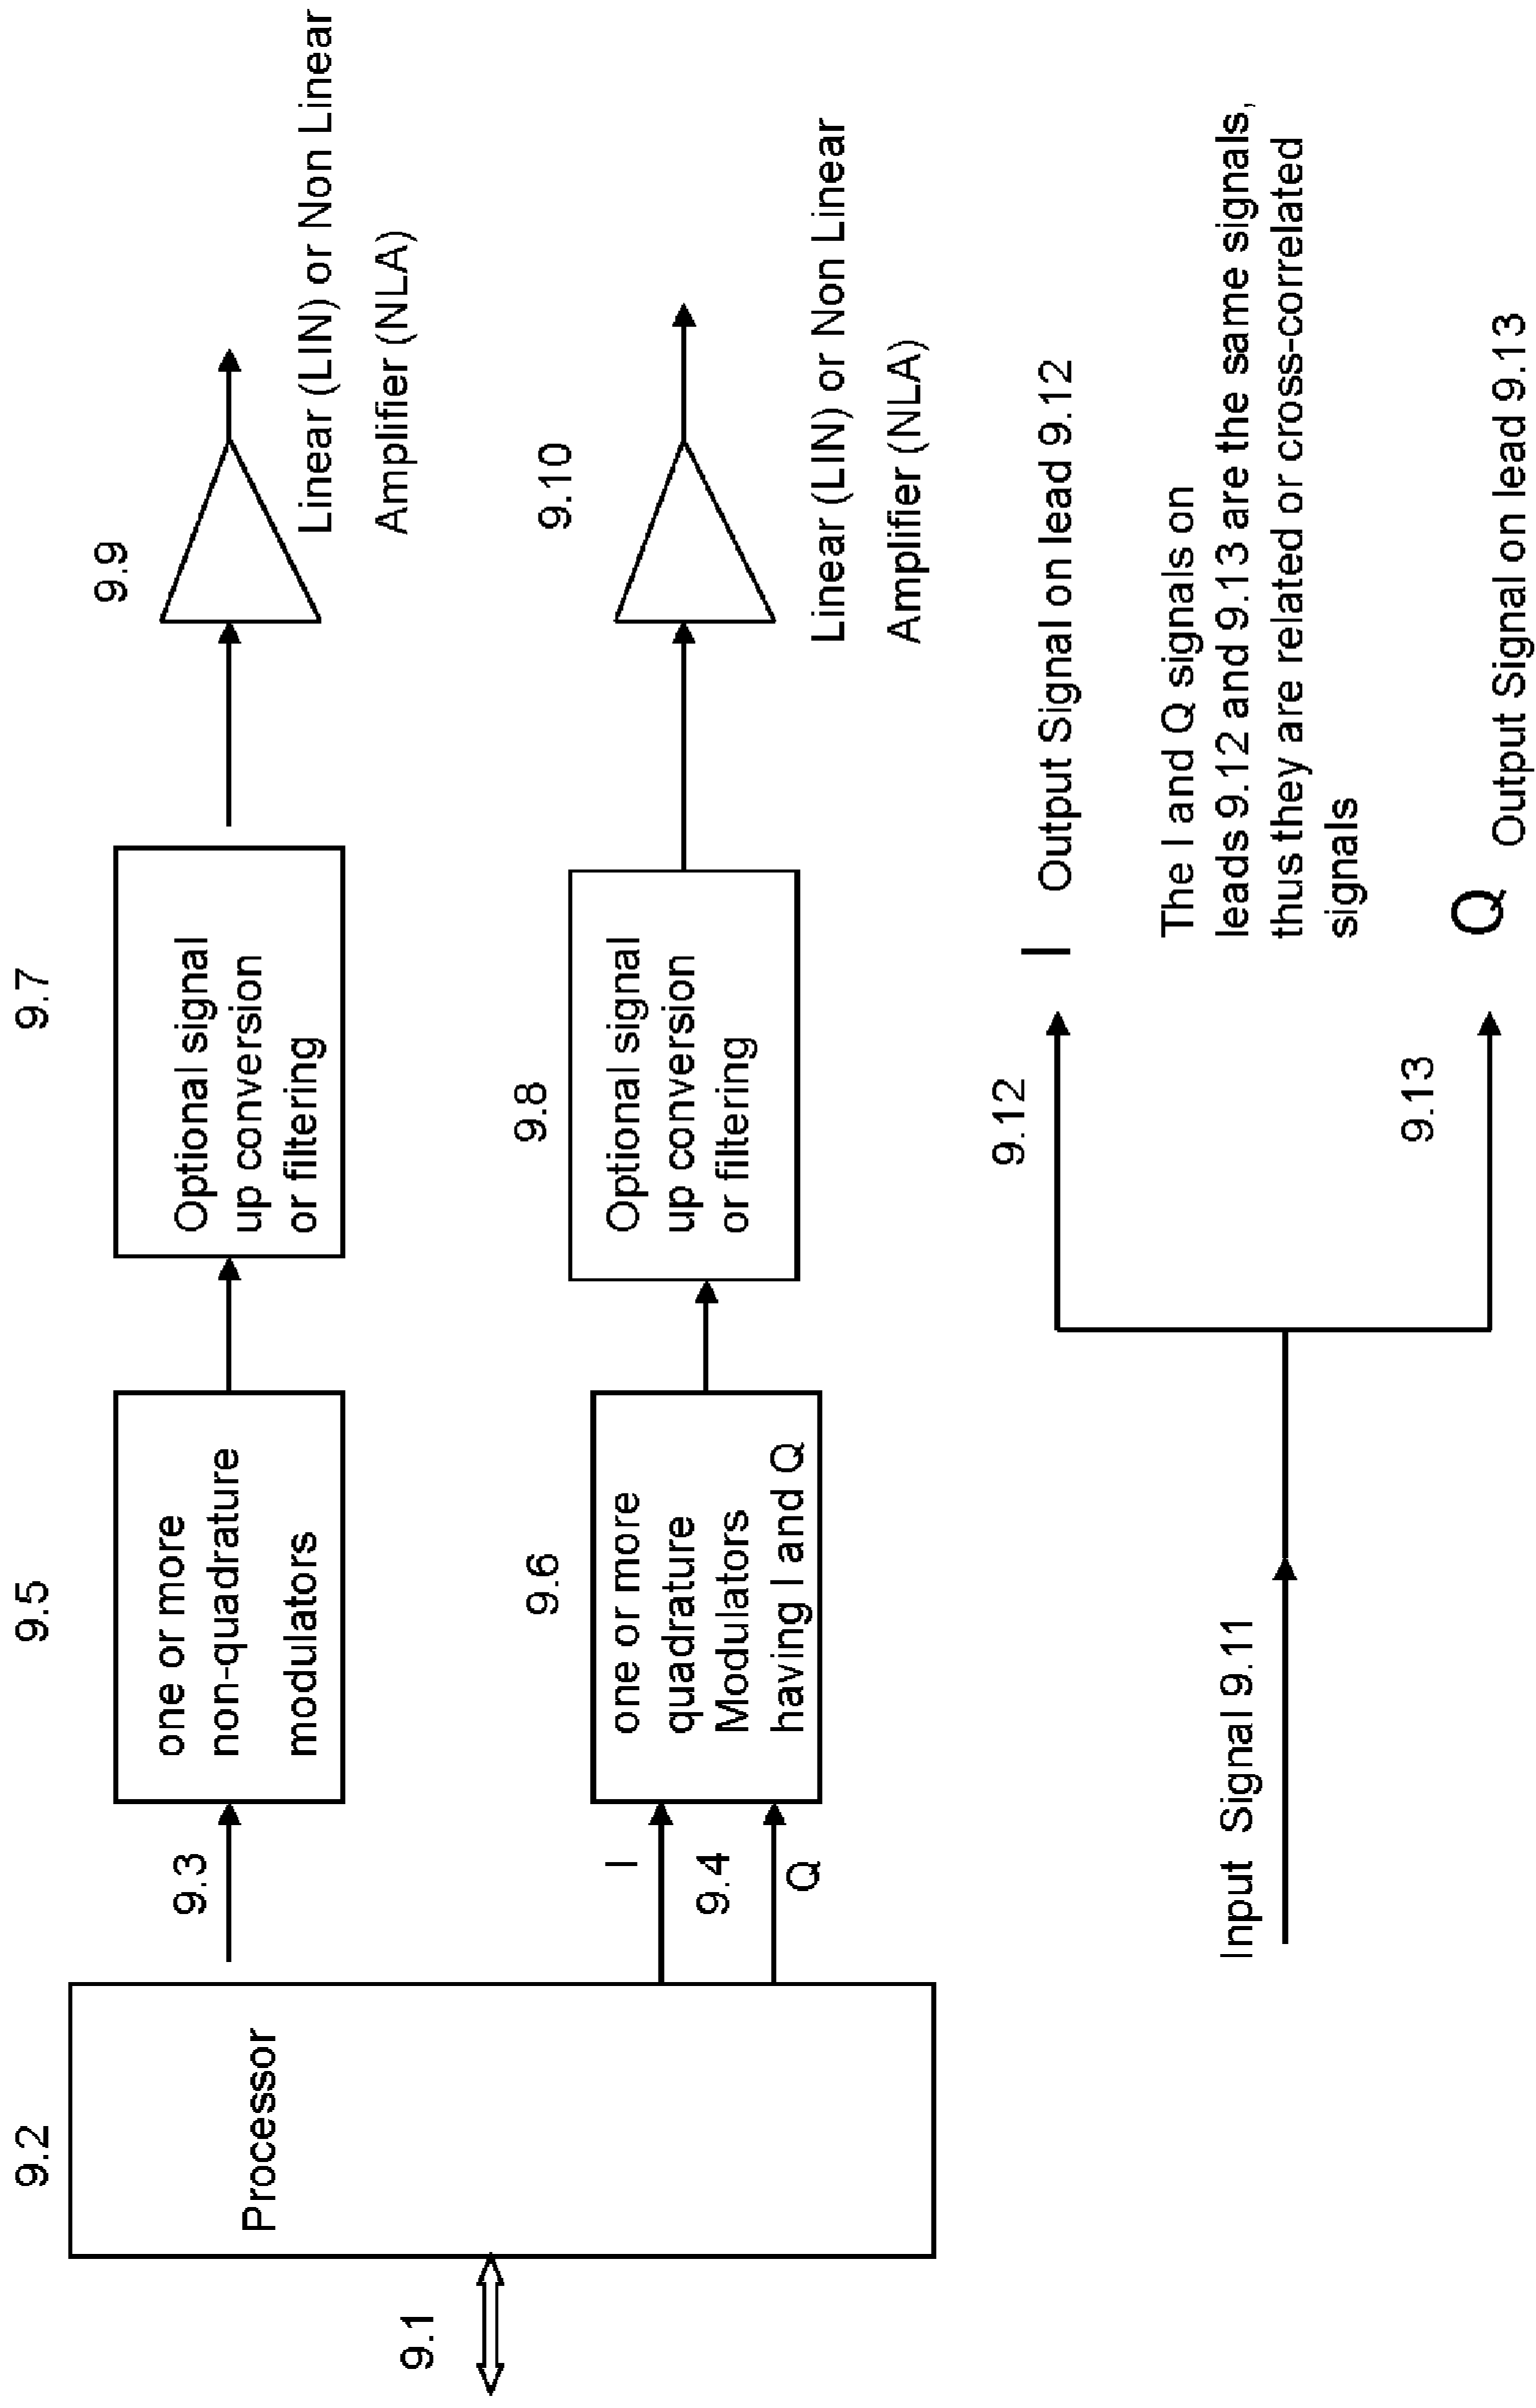 9.1
9.2
Processor
9.3
9.5
one or more
non-quadrature
modulators
9.7
Optional signal
up conversion
or filtering
9.9
Linear (LIN) or Non Linear
Amplifier (NLA)
I
9.4
Q
9.6
one or more
quadrature
Modulators
having I and Q
9.8
Optional signal
up conversion
or filtering
9.10
Linear (LIN) or Non Linear
Amplifier (NLA)
Input Signal 9.11
9.12
I
Output Signal on lead 9.12
The I and Q signals on
leads 9.12 and 9.13 are the same signals,
thus they are related or cross-correlated
signals
9.13
Q
Output Signal on lead 9.13